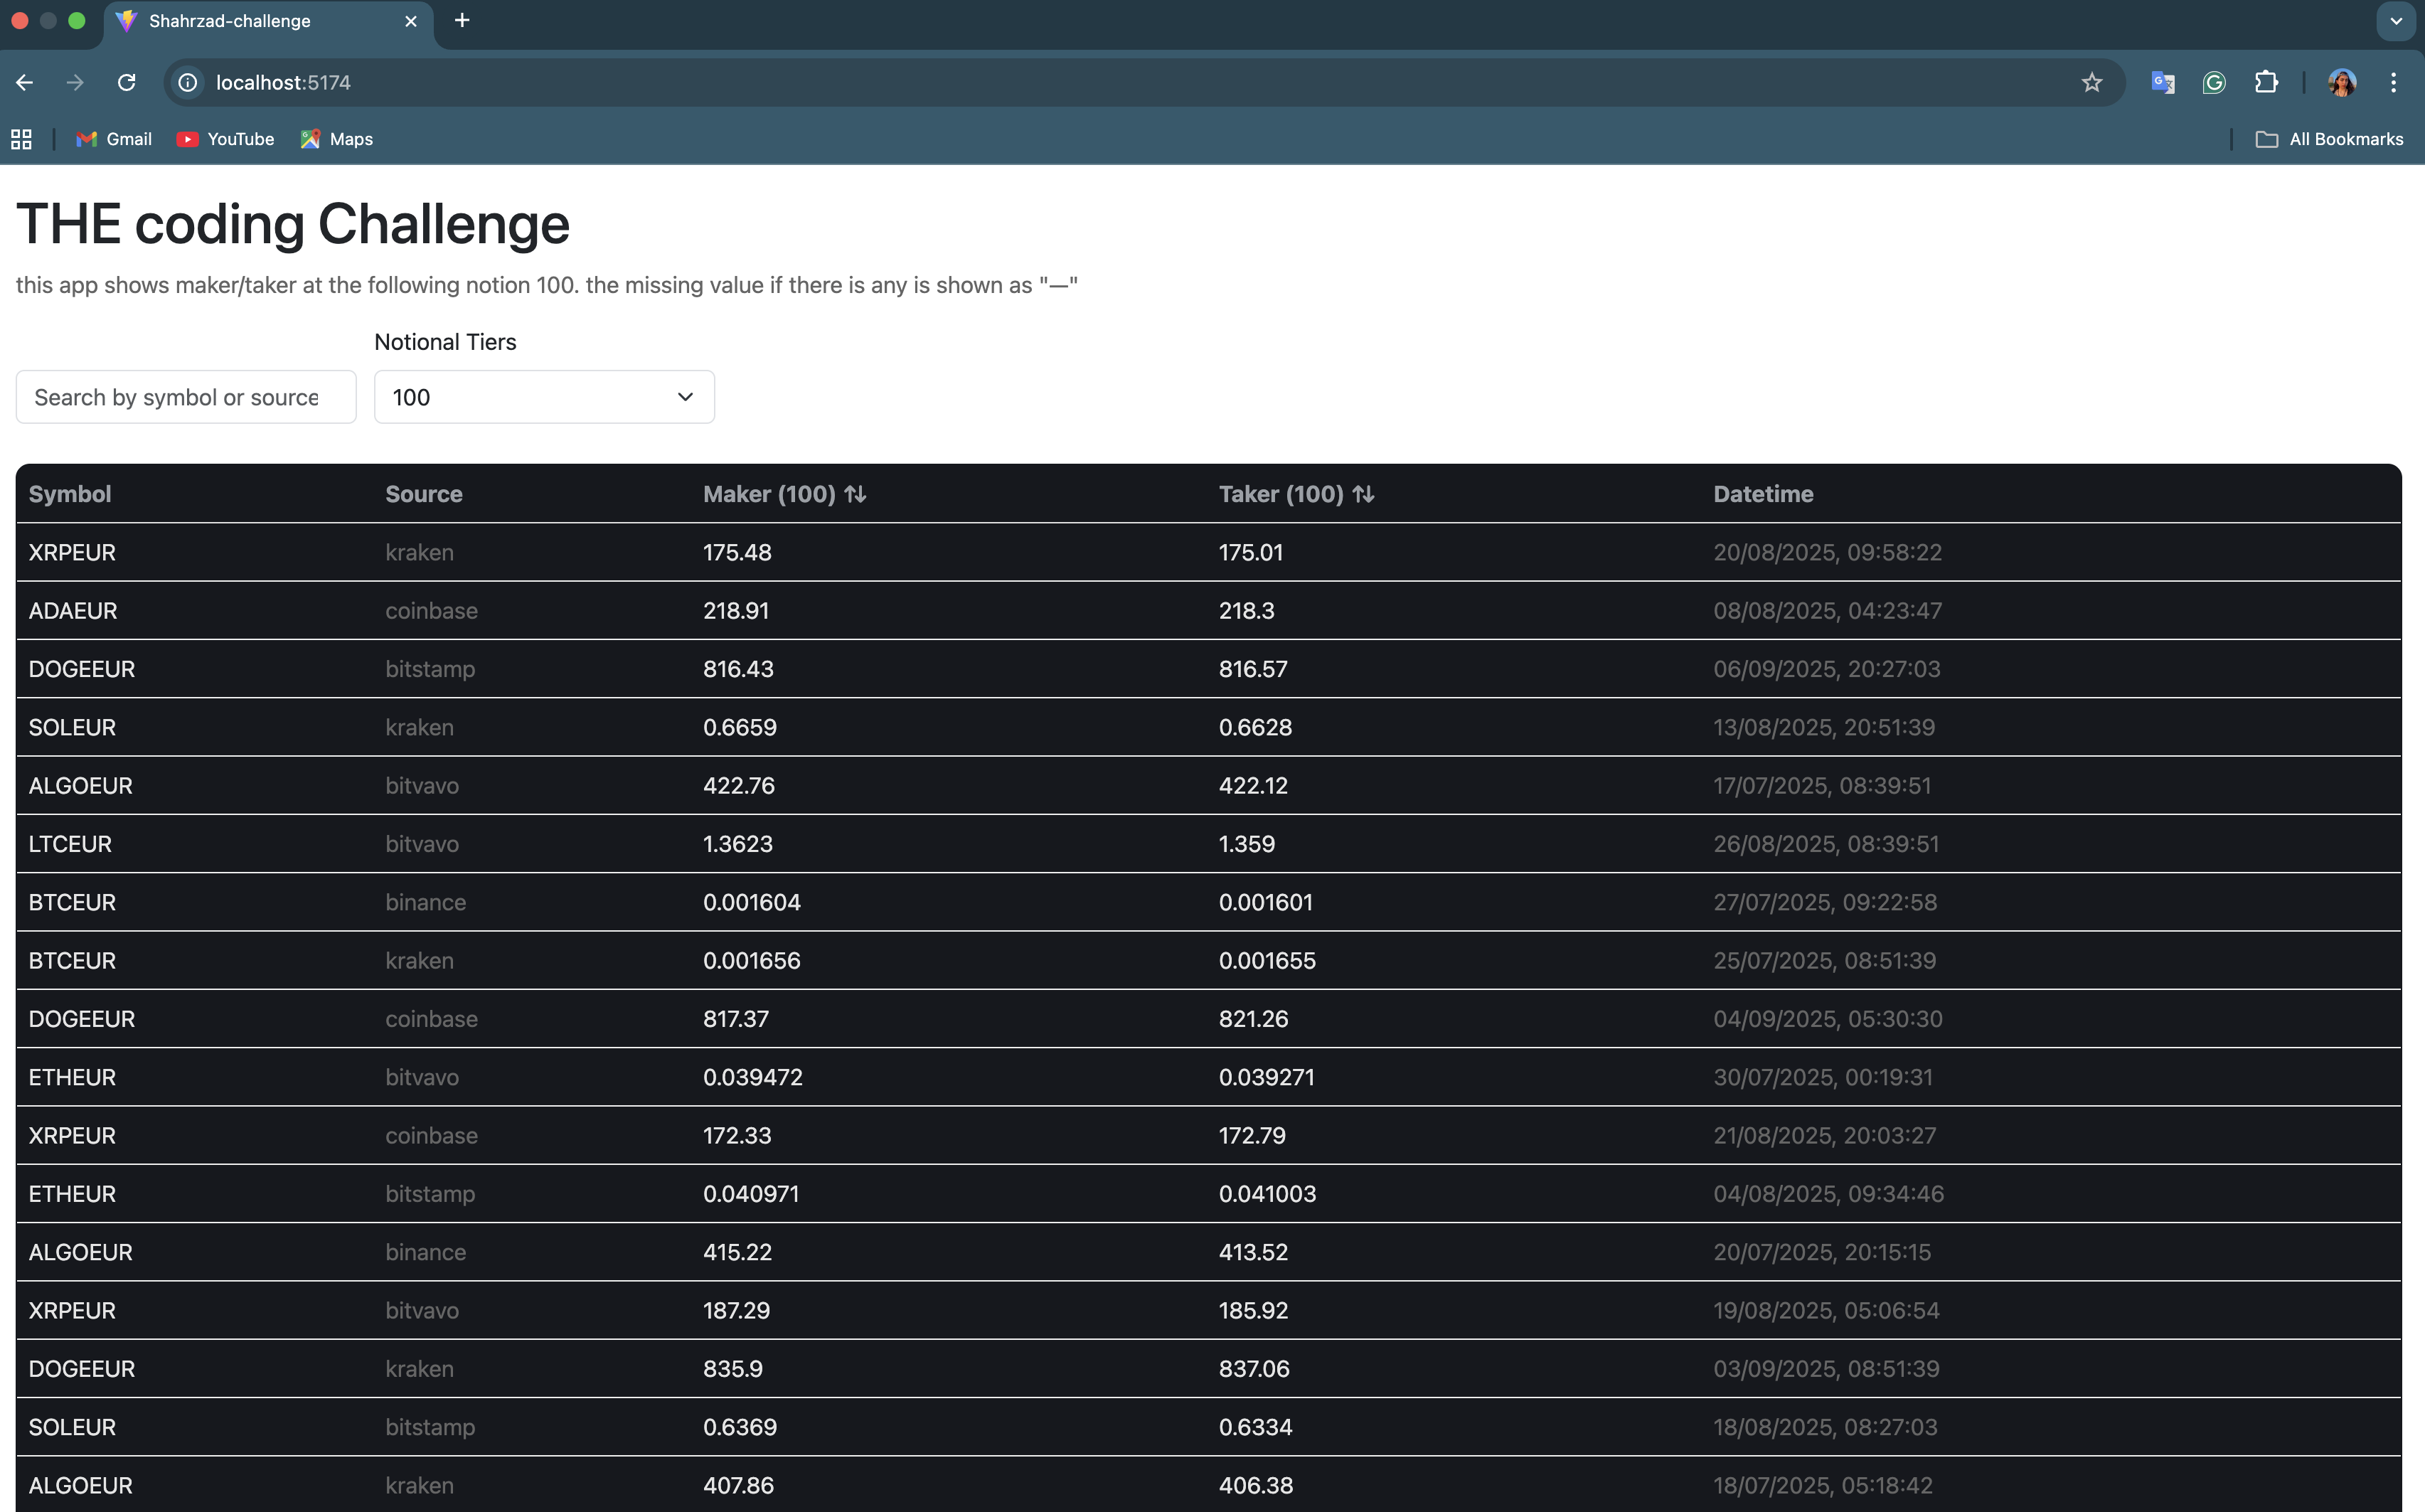 Shahrzad-challenge
localhost:5174
Gmail YouTube Maps All Bookmarks
THE coding Challenge
this app shows maker/taker at the following notion 100. the missing value if there is any is shown as "—"
Notional Tiers
Search by symbol or source 100
Symbol Source Maker (100) ↑↓ Taker (100) ↑↓ Datetime
XRPEUR kraken 175.48 175.01 20/08/2025, 09:58:22
ADAEUR coinbase 218.91 218.3 08/08/2025, 04:23:47
DOGEEUR bitstamp 816.43 816.57 06/09/2025, 20:27:03
SOLEUR kraken 0.6659 0.6628 13/08/2025, 20:51:39
ALGOEUR bitvavo 422.76 422.12 17/07/2025, 08:39:51
LTCEUR bitvavo 1.3623 1.359 26/08/2025, 08:39:51
BTCEUR binance 0.001604 0.001601 27/07/2025, 09:22:58
BTCEUR kraken 0.001656 0.001655 25/07/2025, 08:51:39
DOGEEUR coinbase 817.37 821.26 04/09/2025, 05:30:30
ETHEUR bitvavo 0.039472 0.039271 30/07/2025, 00:19:31
XRPEUR coinbase 172.33 172.79 21/08/2025, 20:03:27
ETHEUR bitstamp 0.040971 0.041003 04/08/2025, 09:34:46
ALGOEUR binance 415.22 413.52 20/07/2025, 20:15:15
XRPEUR bitvavo 187.29 185.92 19/08/2025, 05:06:54
DOGEEUR kraken 835.9 837.06 03/09/2025, 08:51:39
SOLEUR bitstamp 0.6369 0.6334 18/08/2025, 08:27:03
ALGOEUR kraken 407.86 406.38 18/07/2025, 05:18:42